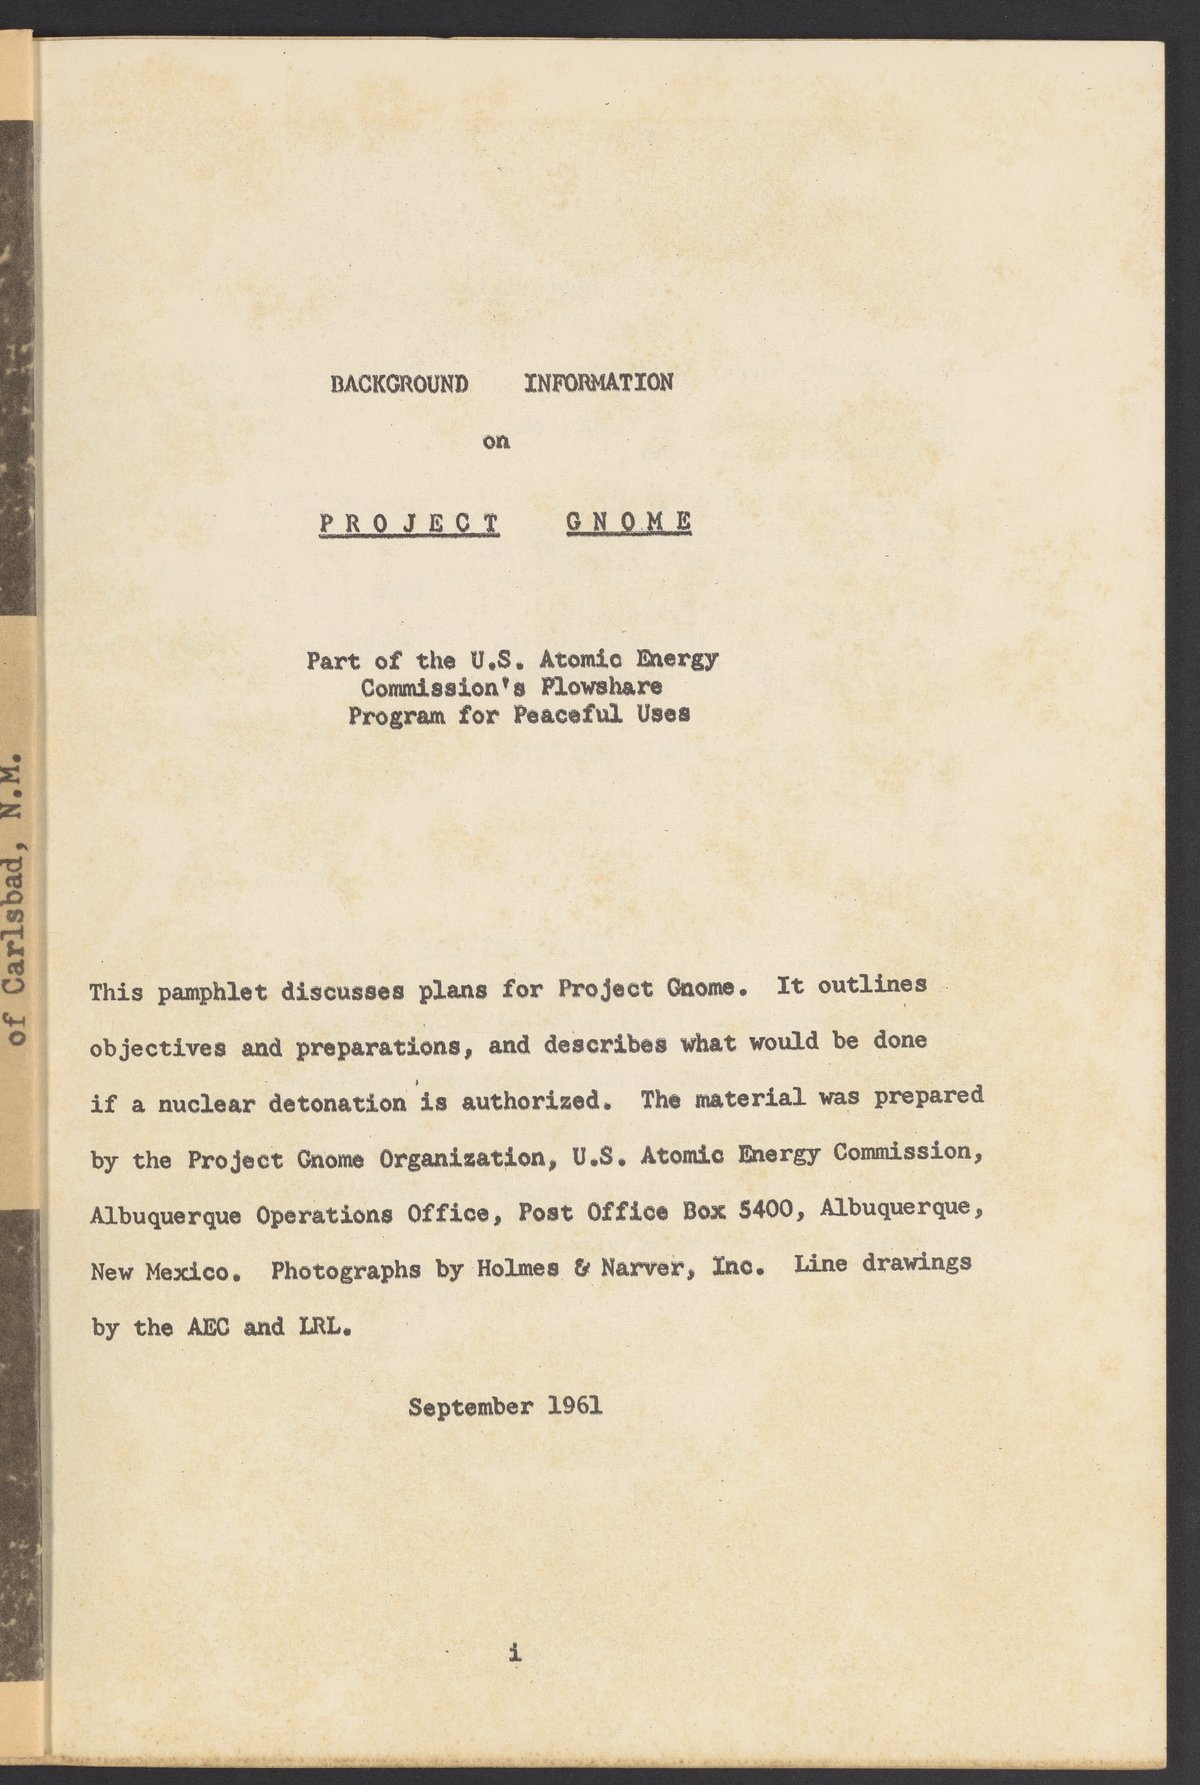 BACKGROUND INFORMATION
on
PROJECT GNOME
Part of the U.S. Atomic Energy
Commission's Plowshare
Program for Peaceful Uses
This pamphlet discusses plans for Project Gnome. It outlines
objectives and preparations, and describes what would be done
if a nuclear detonation is authorized. The material was prepared
by the Project Gnome Organization, U.S. Atomic Energy Commission,
Albuquerque Operations Office, Post Office Box 5400, Albuquerque,
New Mexico. Photographs by Holmes & Narver, Inc. Line drawings
by the AEC and LRL.
September 1961
i
of Carlsbad, N.M.